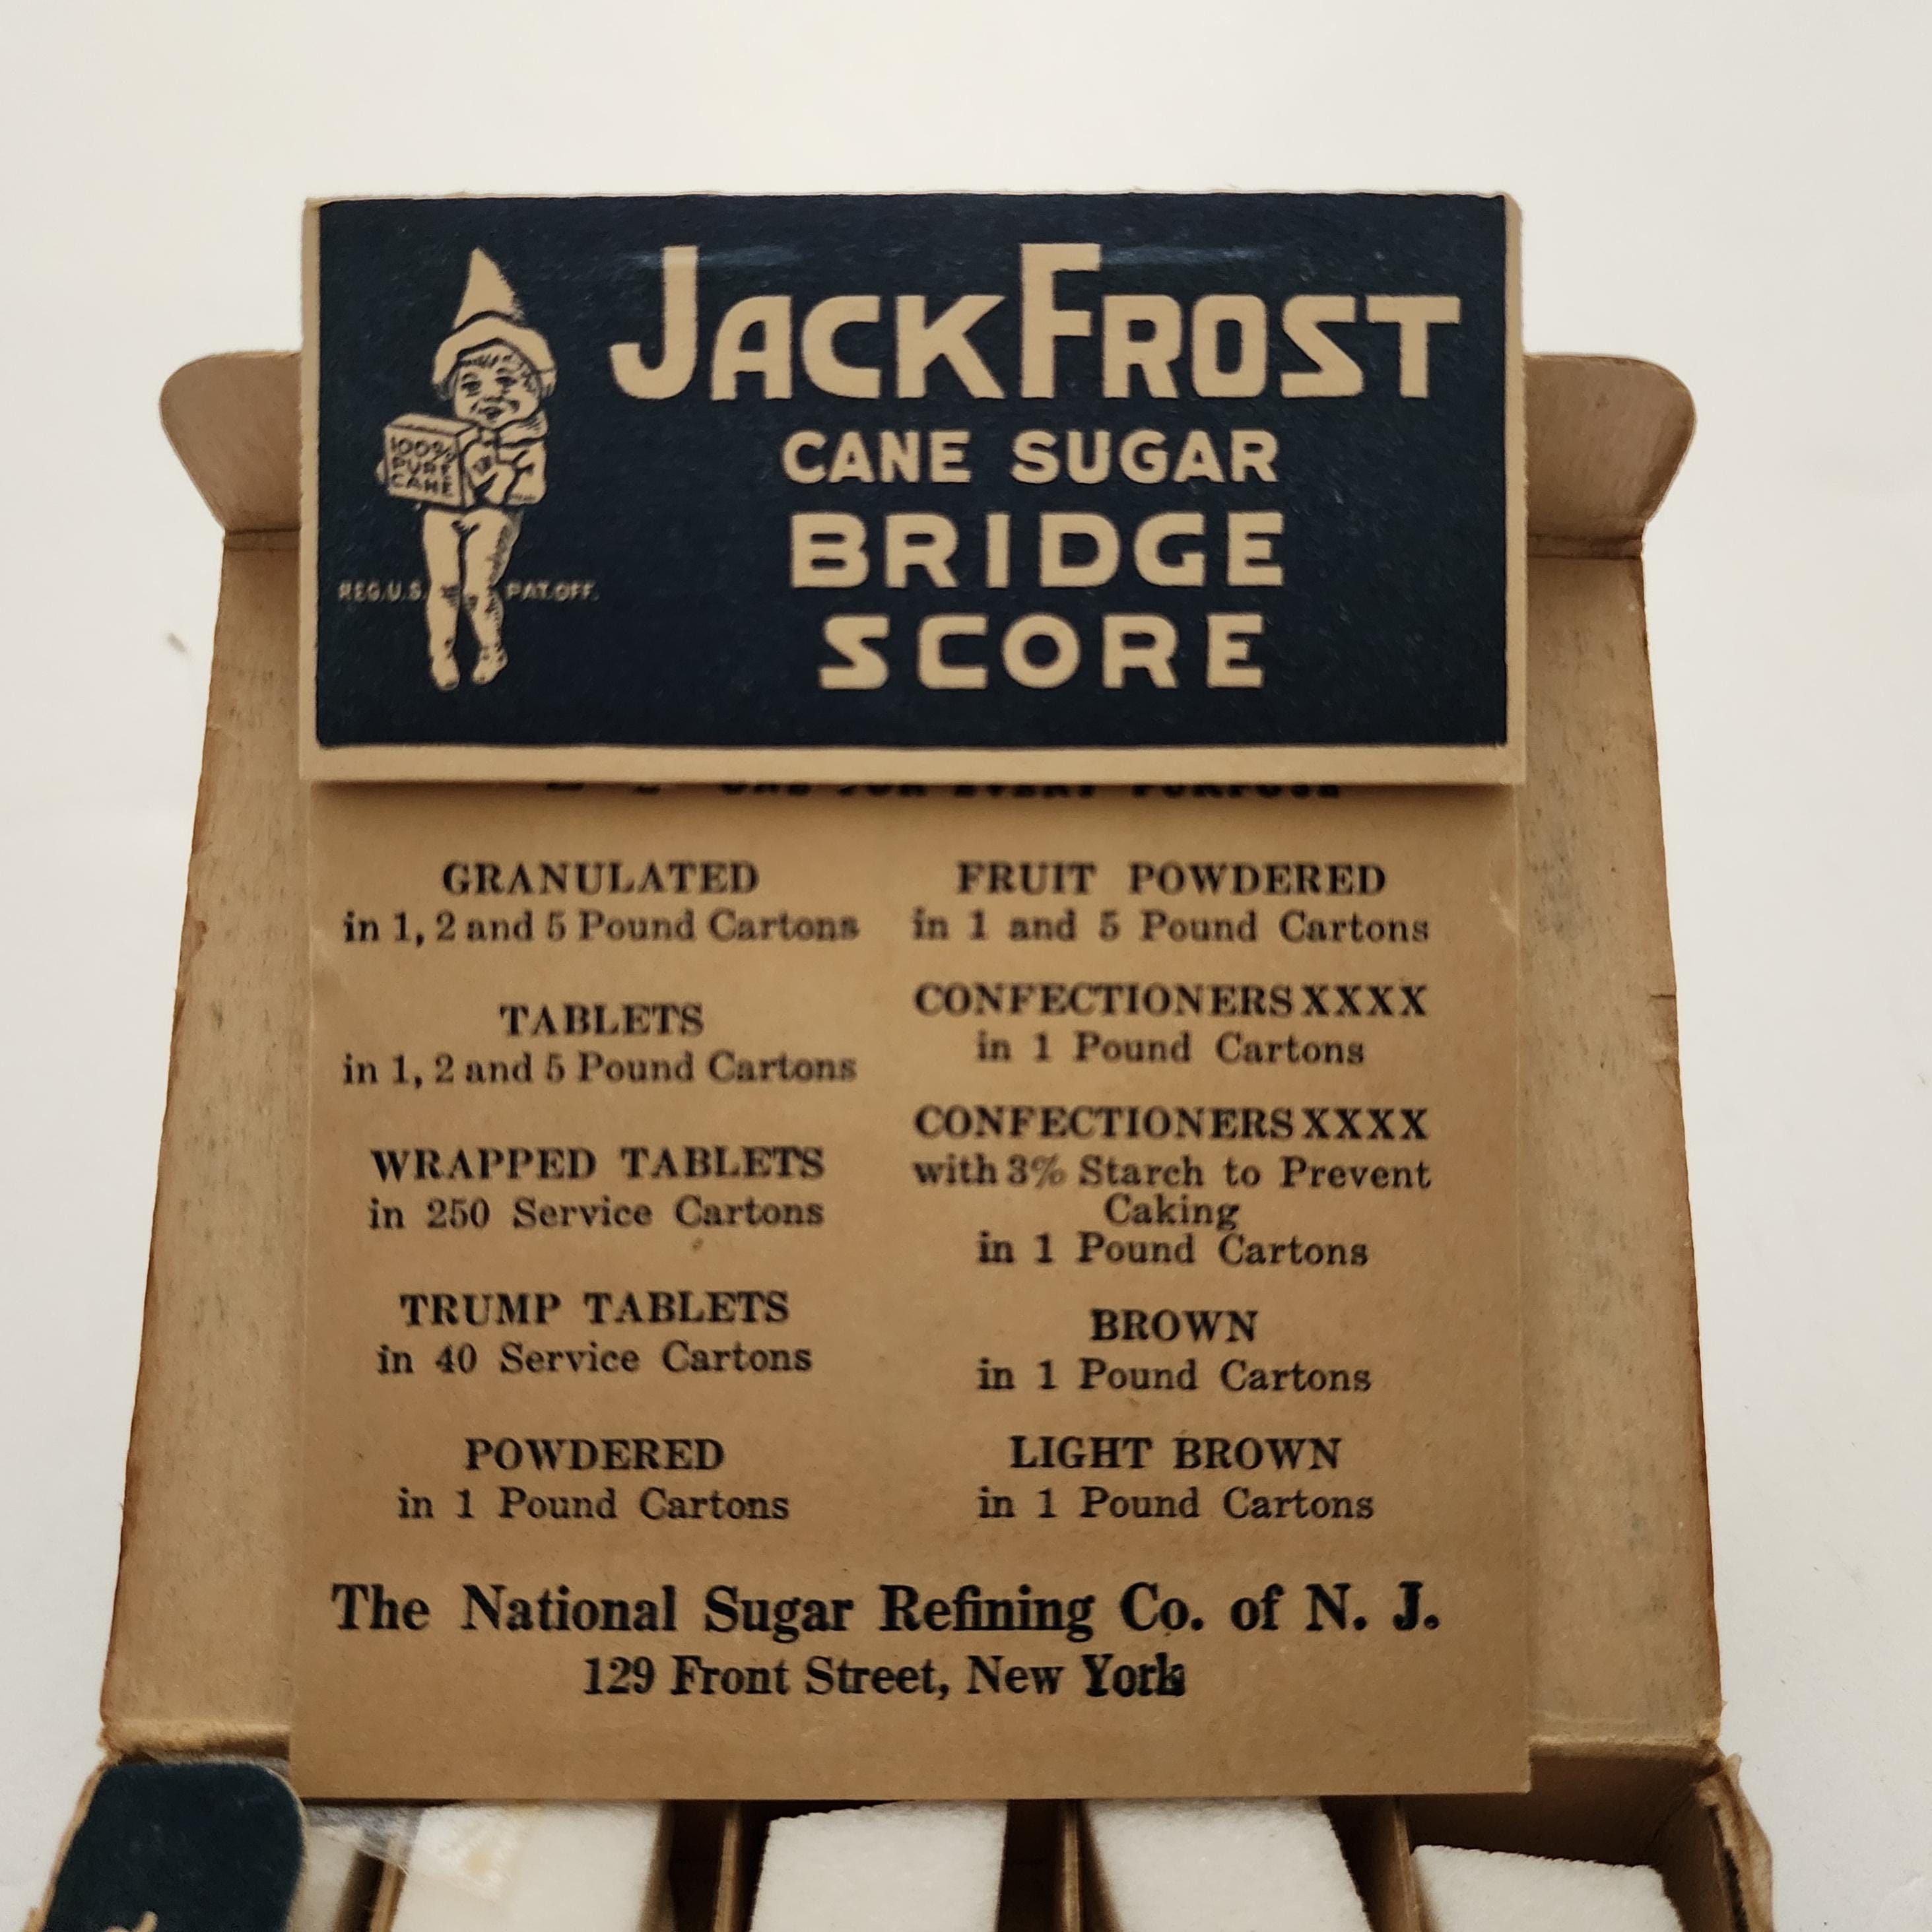 JACK FROST
CANE SUGAR
BRIDGE
SCORE
100%
PURE
CANE
REG. U.S. PAT. OFF.
ONE FOR EVERY PURPOSE
GRANULATED
in 1, 2 and 5 Pound Cartons
TABLETS
in 1, 2 and 5 Pound Cartons
WRAPPED TABLETS
in 250 Service Cartons
TRUMP TABLETS
in 40 Service Cartons
POWDERED
in 1 Pound Cartons
FRUIT POWDERED
in 1 and 5 Pound Cartons
CONFECTIONERS XXXX
in 1 Pound Cartons
CONFECTIONERS XXXX
with 3% Starch to Prevent
Caking
in 1 Pound Cartons
BROWN
in 1 Pound Cartons
LIGHT BROWN
in 1 Pound Cartons
The National Sugar Refining Co. of N. J.
129 Front Street, New York